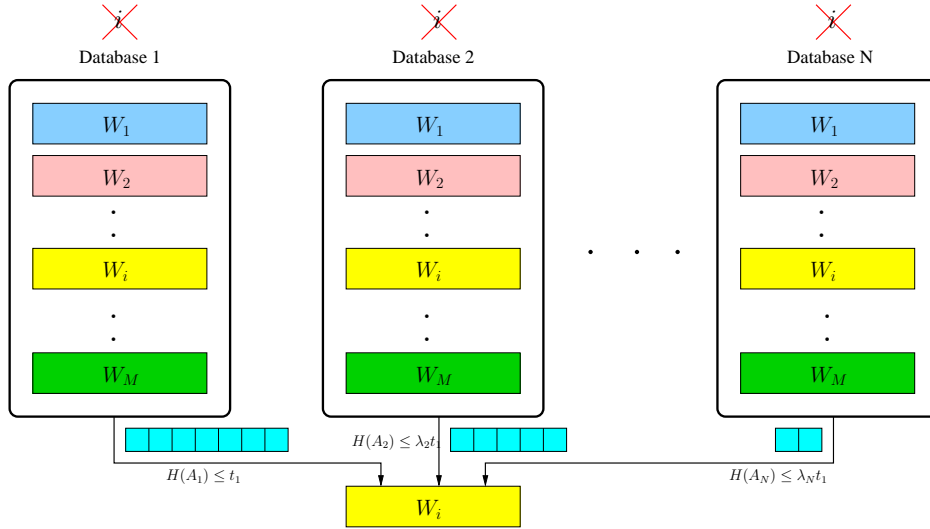 i i i
Database 1 Database 2 Database N
W_1 W_1 W_1
W_2 W_2 W_2
W_i W_i W_i
W_M W_M W_M
H(A_2) ≤ λ_2t_1
H(A_1) ≤ t_1 H(A_N) ≤ λ_Nt_1
W_i